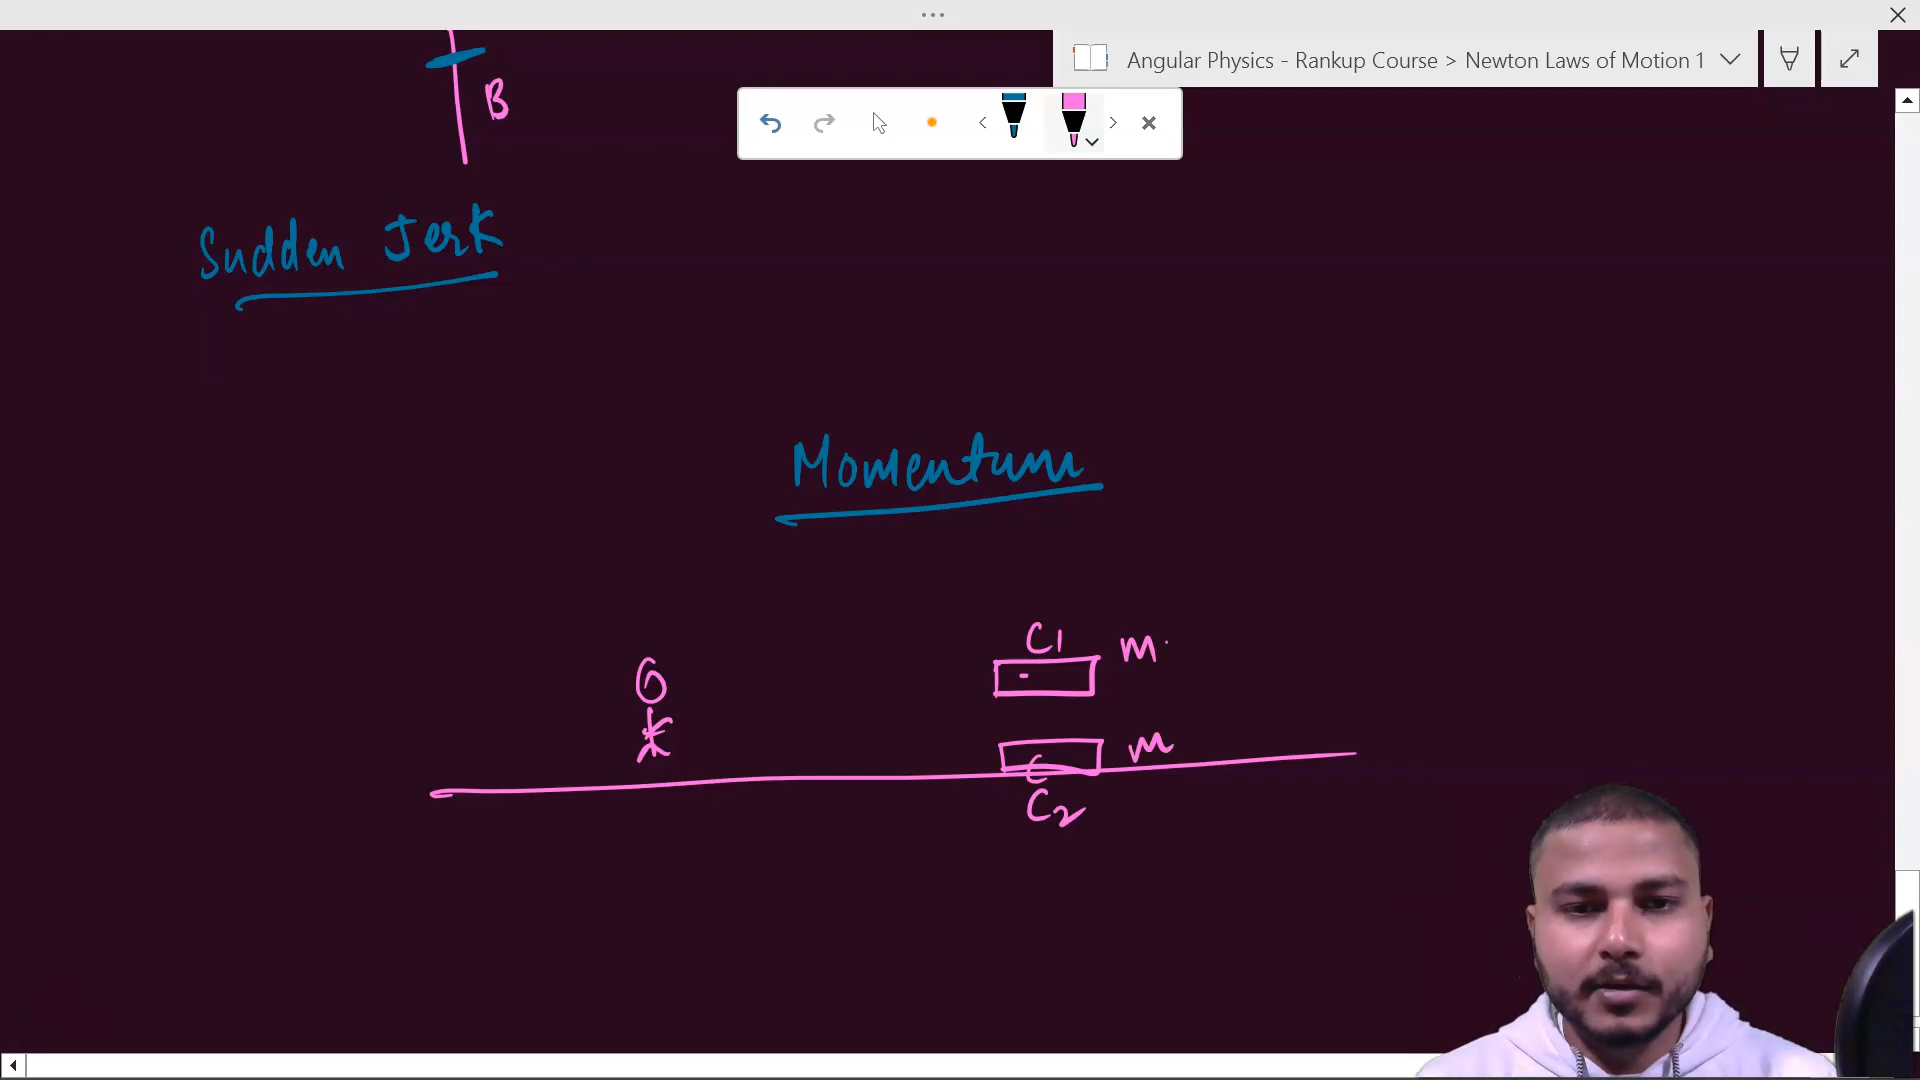 Angular Physics - Rankup Course > Newton Laws of Motion 1
B
Sudden Jerk
Momentum
C1 m
m
C
C2